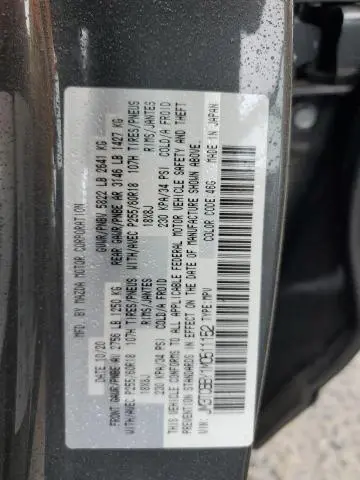 MFD. BY MAZDA MOTOR CORPORATION
10/20 GVWR/PNBV 5822 LB 2641 KG
FRONT GAWR/PNBE AV 2756 LB 1250 KG REAR GAWR/PNBE AR 3146 LB 1427 KG
WITH/AVEC P255/60R18 107H TIRES/PNEUS WITH/AVEC P255/60R18 107H TIRES/PNEUS
18X8J RIMS/JANTES 18X8J RIMS/JANTES
230 KPA/34 PSI COLD/A FROID 230 KPA/34 PSI COLD/A FROID
THIS VEHICLE CONFORMS TO ALL APPLICABLE FEDERAL MOTOR VEHICLE SAFETY AND THEFT
PREVENTION STANDARDS IN EFFECT ON THE DATE OF MANUFACTURE SHOWN ABOVE.
JM3TCBBY1M0511152 COLOR CODE 46G
VIN: TYPE:MPV MADE IN JAPAN